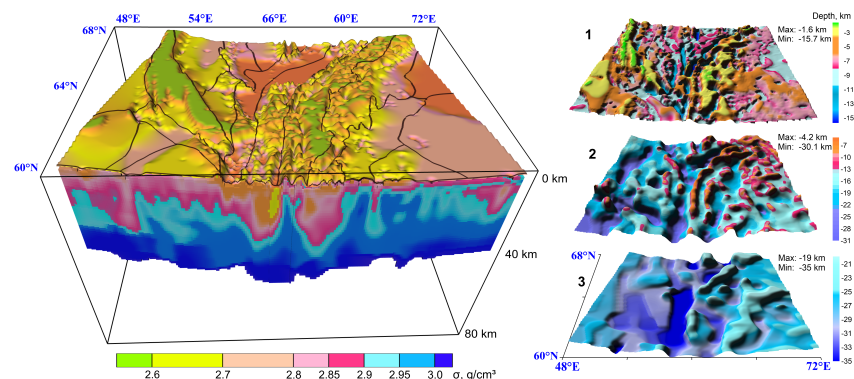 48°E 54°E 66°E 60°E 72°E
68°N
64°N
60°N
0 km
40 km
80 km
2.6 2.7 2.8 2.85 2.9 2.95 3.0 σ, g/cm³
Depth, km
1
Max: -1.6 km
Min: -15.7 km
-3
-5
-7
-9
-11
-13
-15
2
Max: -4.2 km
Min: -30.1 km
-7
-10
-13
-16
-19
-22
-25
-28
-31
3
68°N
Max: -19 km
Min: -35 km
-21
-23
-25
-27
-29
-31
-33
-35
60°N
48°E 72°E